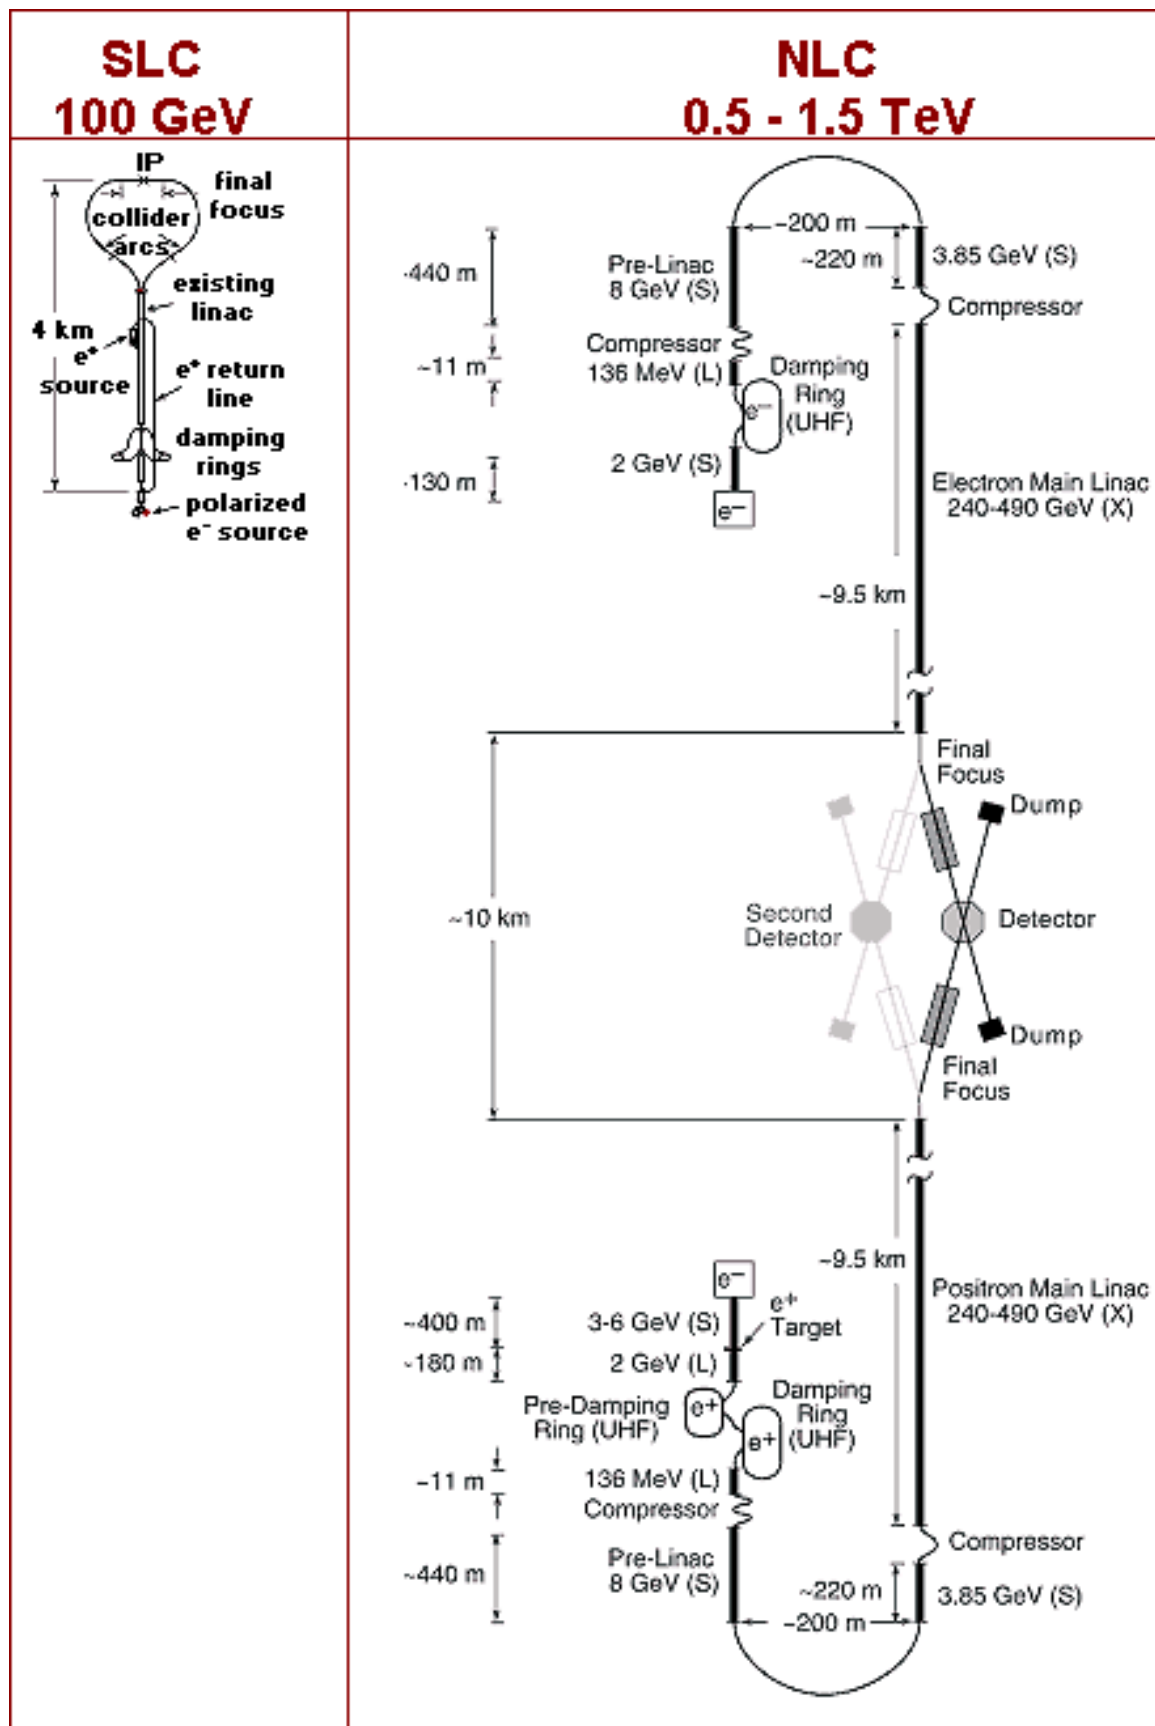 SLC
100 GeV
NLC
0.5 - 1.5 TeV
IP
final
focus
collider
arcs
existing
linac
4 km
e+
source
e+ return
line
damping
rings
polarized
e- source
~200 m
~220 m
3.85 GeV (S)
-440 m
Pre-Linac
8 GeV (S)
Compressor
Compressor
136 MeV (L)
~11 m
Damping
Ring
(UHF)
e−
2 GeV (S)
-130 m
e−
Electron Main Linac
240-490 GeV (X)
~9.5 km
Final
Focus
Dump
~10 km
Second
Detector
Detector
Dump
Final
Focus
~9.5 km
Positron Main Linac
240-490 GeV (X)
e−
~400 m
3-6 GeV (S)
e+
Target
~180 m
2 GeV (L)
Pre-Damping
Ring (UHF)
e+
Damping
Ring
(UHF)
e+
~11 m
136 MeV (L)
Compressor
Compressor
~440 m
Pre-Linac
8 GeV (S)
~220 m
3.85 GeV (S)
~200 m